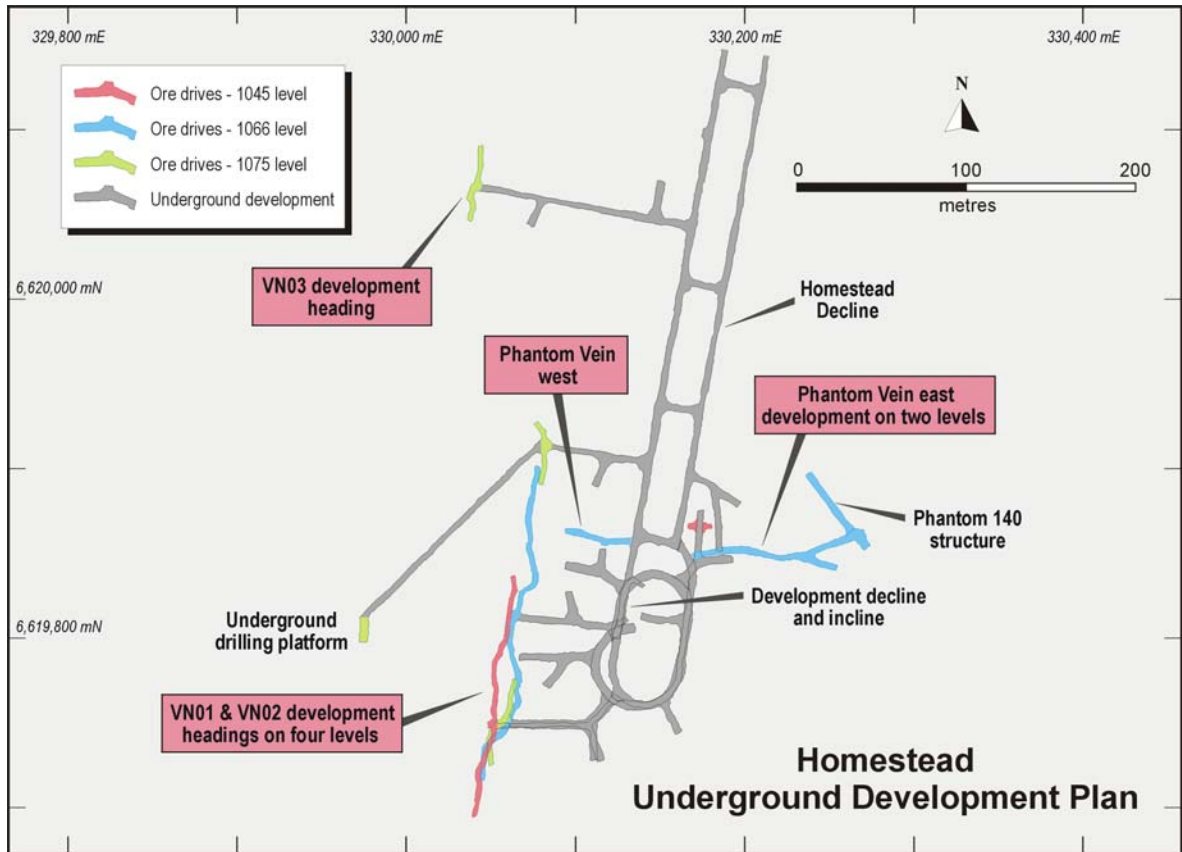 329,800 mE
330,000 mE
330,200 mE
330,400 mE
Ore drives - 1045 level
Ore drives - 1066 level
Ore drives - 1075 level
Underground development
N
0
100
200
metres
6,620,000 mN
VN03 development
heading
Homestead
Decline
Phantom Vein
west
Phantom Vein east
development on two levels
Phantom 140
structure
Development decline
and incline
Underground
drilling platform
6,619,800 mN
VN01 & VN02 development
headings on four levels
Homestead
Underground Development Plan